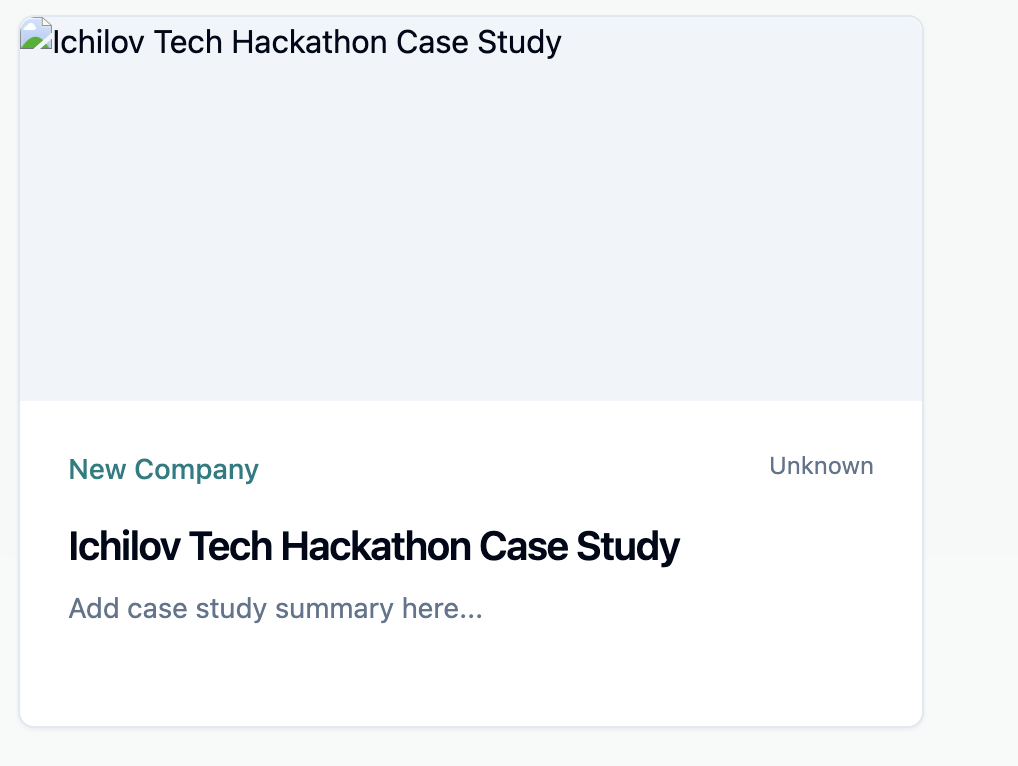 Ichilov Tech Hackathon Case Study
New Company
Unknown
Ichilov Tech Hackathon Case Study
Add case study summary here...